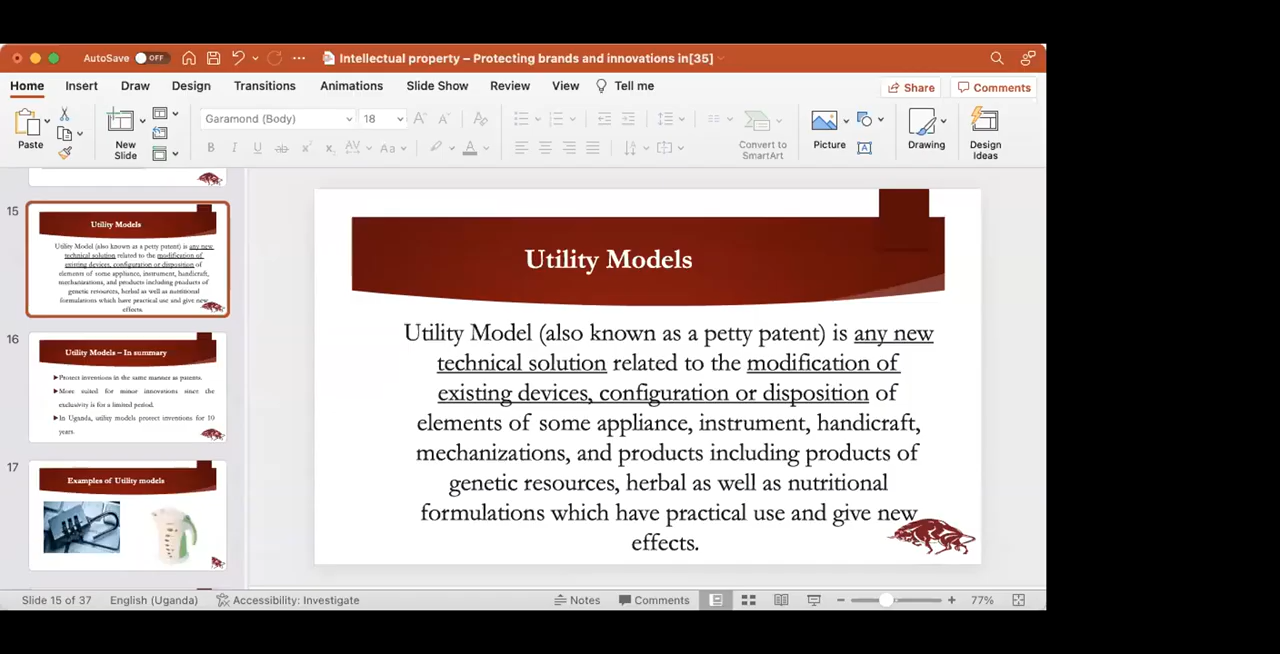 AutoSave OFF
Intellectual property – Protecting brands and innovations in[35]
Home Insert Draw Design Transitions Animations Slide Show Review View Tell me
Share Comments
Paste
New
Slide
Garamond (Body) 18
Convert to
SmartArt
Picture
Drawing
Design
Ideas
15
Utility Models
Utility Model (also known as a petty patent) is any new
technical solution related to the modification of
existing devices, configuration or disposition of
elements of some appliance, instrument, handicraft,
mechanizations, and products including products of
genetic resources, herbal as well as nutritional
formulations which have practical use and give new
effects.
16
Utility Models – In summary
Protect inventions in the same manner as patents.
More suited for minor innovations since the
exclusivity is for a limited period.
In Uganda, utility models protect inventions for 10
years.
17
Examples of Utility models
Utility Models
Utility Model (also known as a petty patent) is any new
technical solution related to the modification of
existing devices, configuration or disposition of
elements of some appliance, instrument, handicraft,
mechanizations, and products including products of
genetic resources, herbal as well as nutritional
formulations which have practical use and give new
effects.
Slide 15 of 37 English (Uganda) Accessibility: Investigate Notes Comments 77%